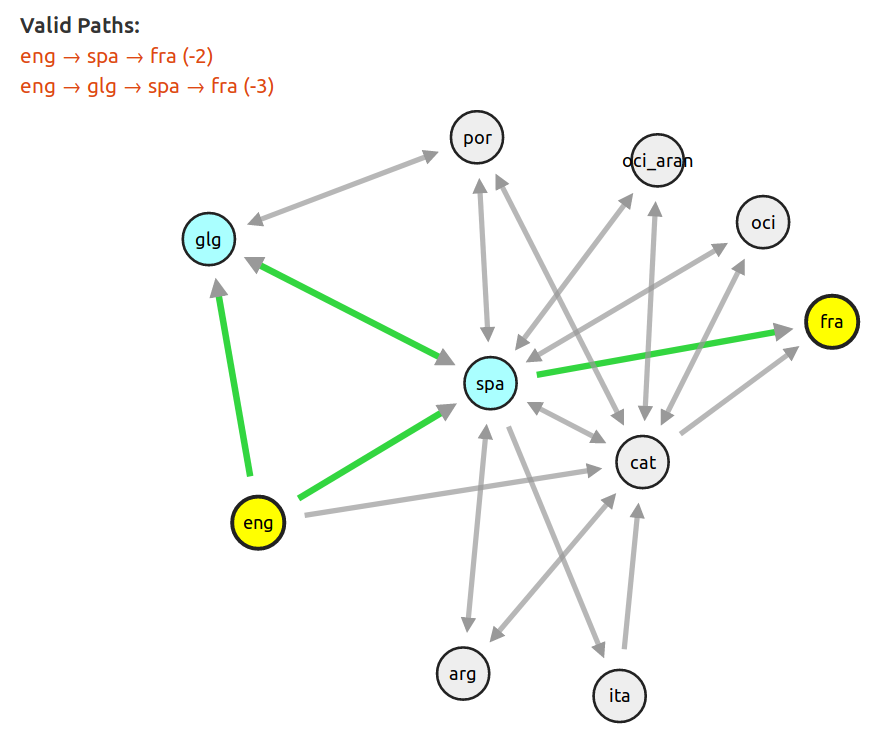 Valid Paths:
eng → spa → fra (-2)
eng → glg → spa → fra (-3)
por
oci_aran
oci
glg
fra
spa
cat
eng
arg
ita